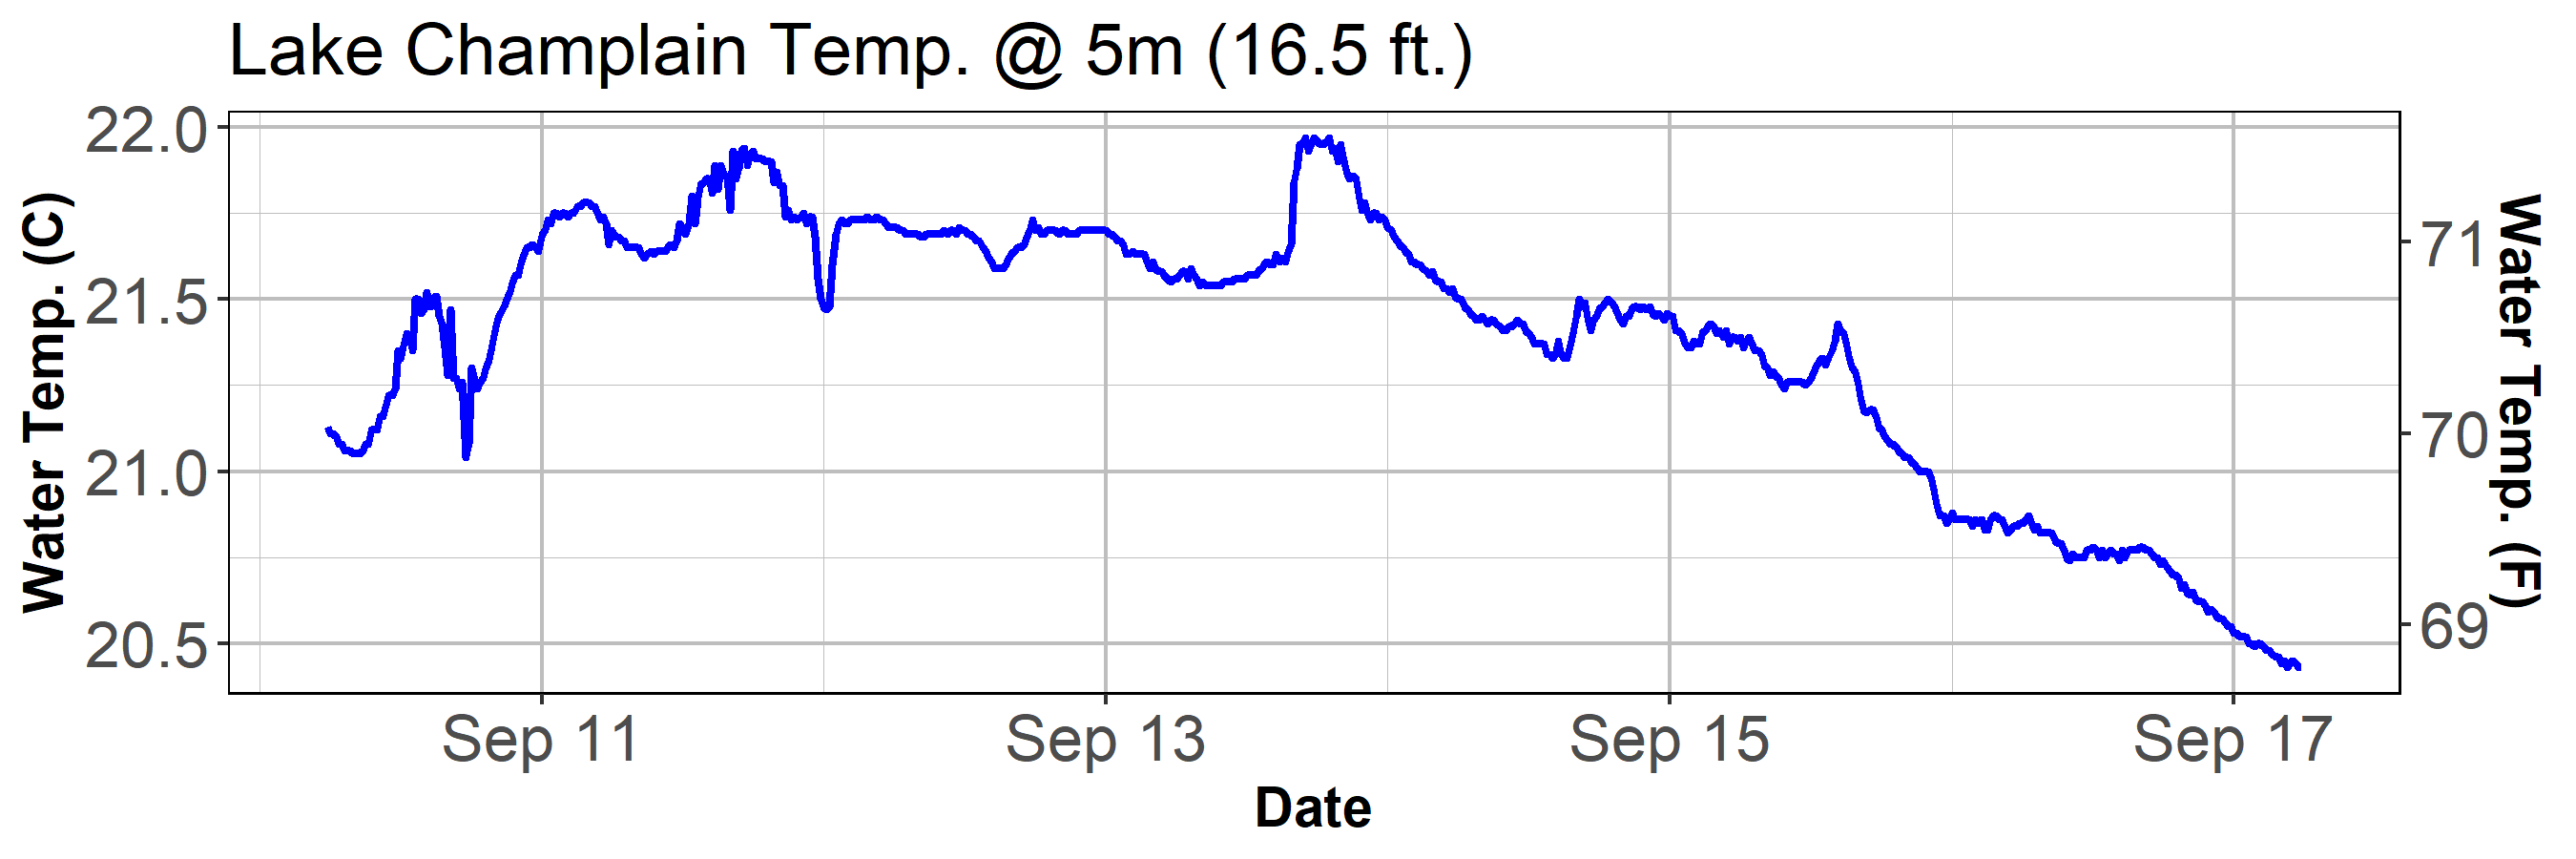 Lake Champlain Temp. @ 5m (16.5 ft.)
Water Temp. (C)
22.0
21.5
21.0
20.5
71
70
69
Water Temp. (F)
Sep 11 Sep 13 Sep 15 Sep 17
Date